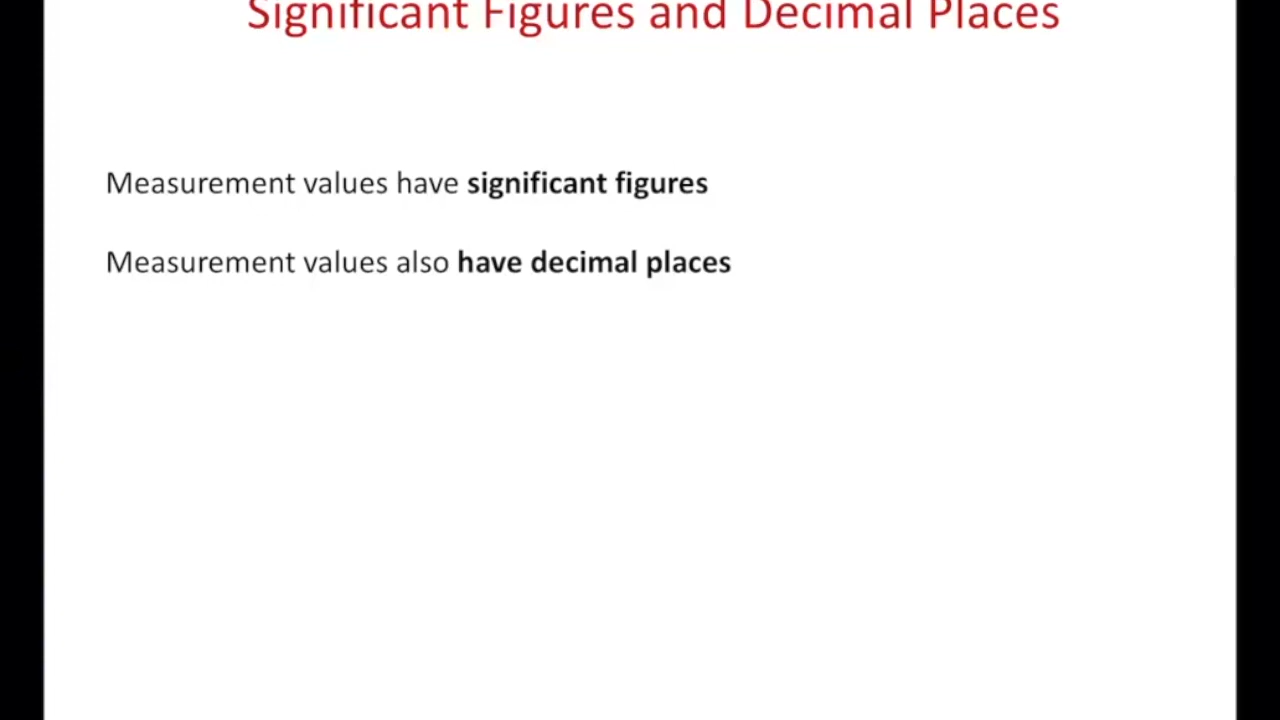 Significant Figures and Decimal Places
Measurement values have significant figures
Measurement values also have decimal places